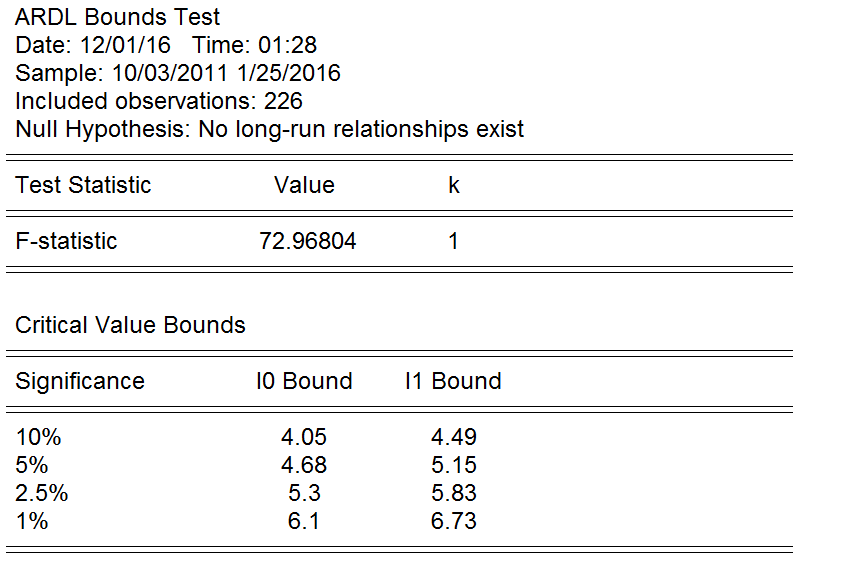 ARDL Bounds Test
Date: 12/01/16 Time: 01:28
Sample: 10/03/2011 1/25/2016
Included observations: 226
Null Hypothesis: No long-run relationships exist
Test Statistic Value k
F-statistic 72.96804 1
Critical Value Bounds
Significance I0 Bound I1 Bound
10% 4.05 4.49
5% 4.68 5.15
2.5% 5.3 5.83
1% 6.1 6.73